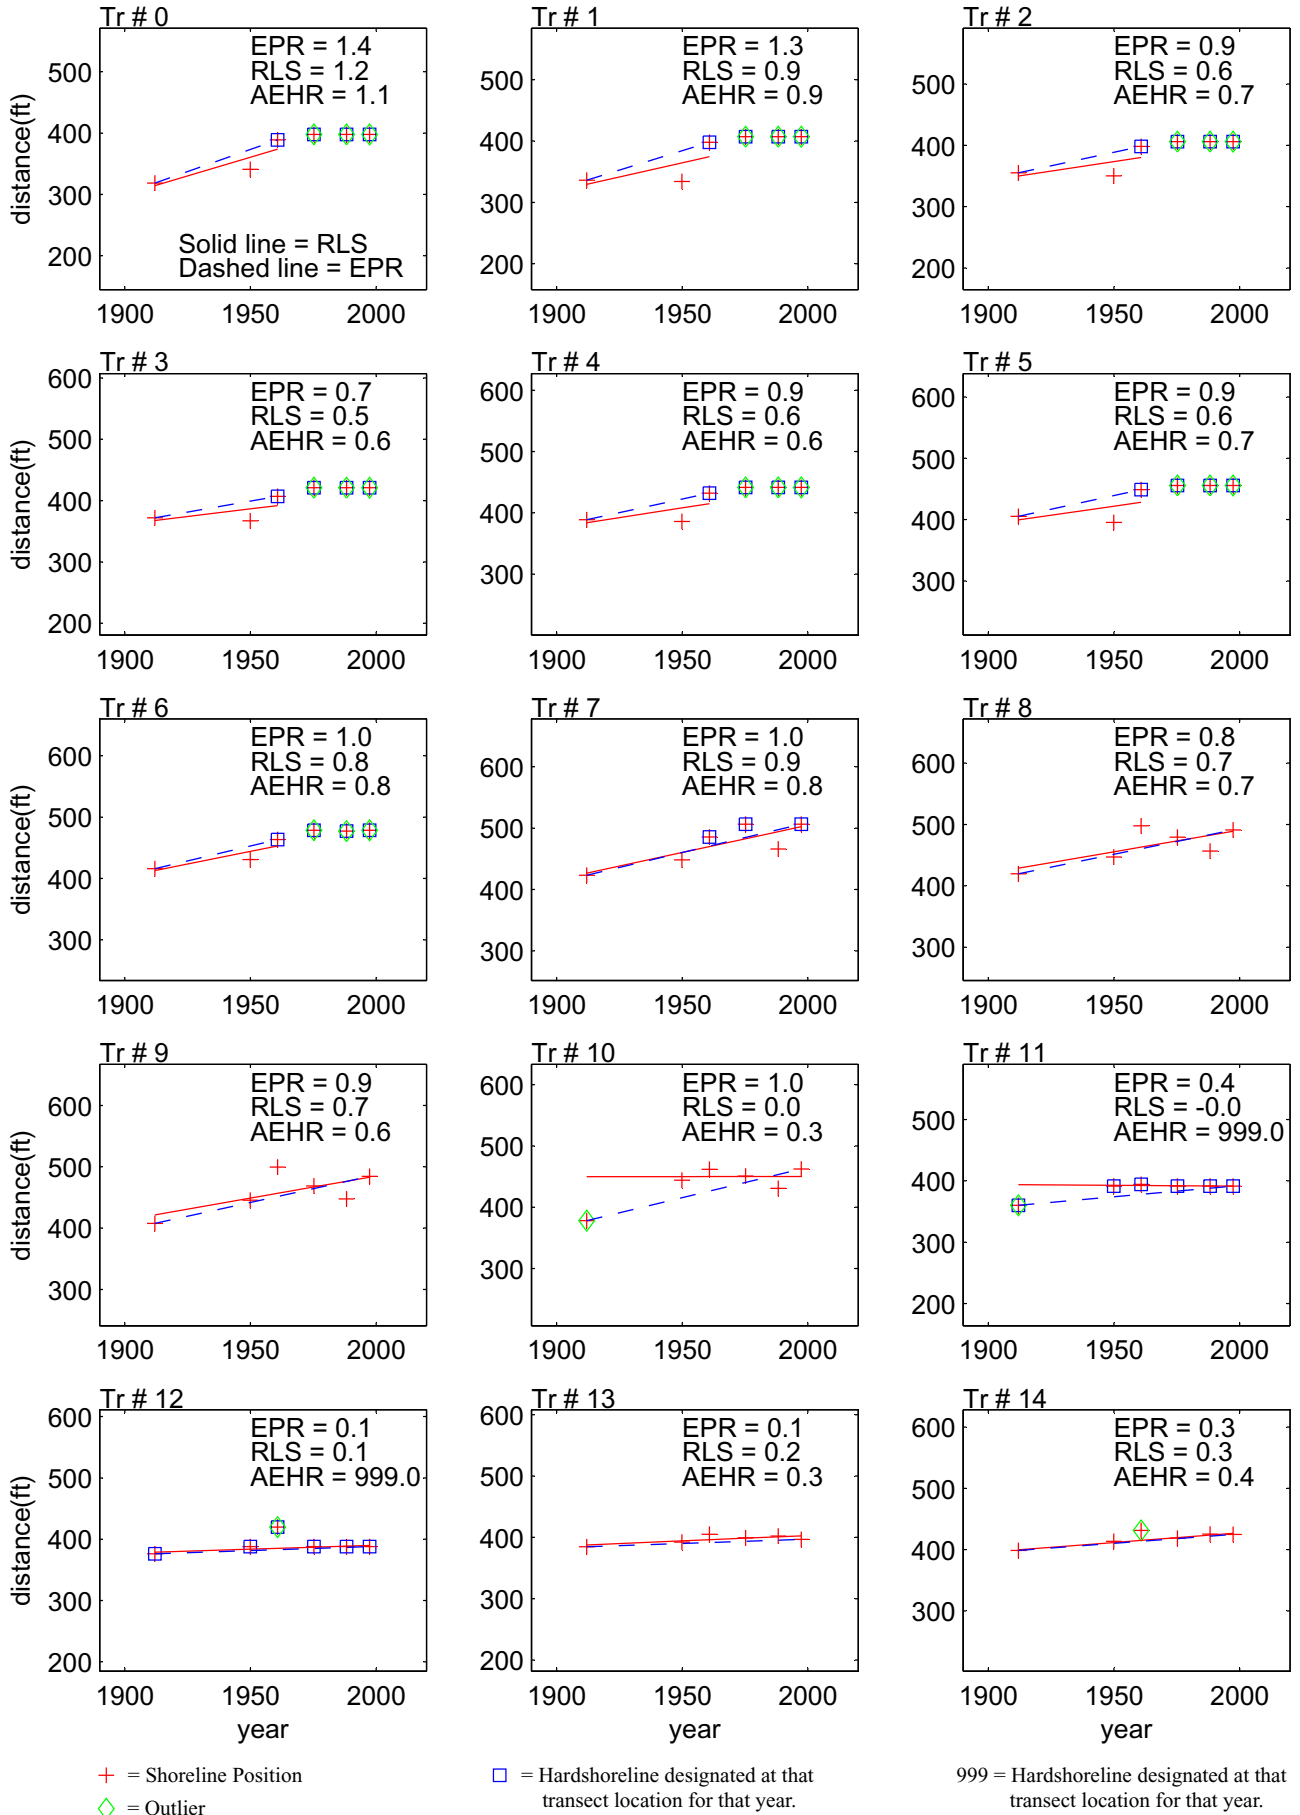 Tr # 0
EPR = 1.4
RLS = 1.2
AEHR = 1.1
Solid line = RLS
Dashed line = EPR
distance(ft)
500
400
300
200
1900 1950 2000
Tr # 1
EPR = 1.3
RLS = 0.9
AEHR = 0.9
500
400
300
200
1900 1950 2000
Tr # 2
EPR = 0.9
RLS = 0.6
AEHR = 0.7
500
400
300
200
1900 1950 2000
Tr # 3
EPR = 0.7
RLS = 0.5
AEHR = 0.6
distance(ft)
600
500
400
300
200
1900 1950 2000
Tr # 4
EPR = 0.9
RLS = 0.6
AEHR = 0.6
600
500
400
300
1900 1950 2000
Tr # 5
EPR = 0.9
RLS = 0.6
AEHR = 0.7
600
500
400
300
1900 1950 2000
Tr # 6
EPR = 1.0
RLS = 0.8
AEHR = 0.8
distance(ft)
600
500
400
300
1900 1950 2000
Tr # 7
EPR = 1.0
RLS = 0.9
AEHR = 0.8
600
500
400
300
1900 1950 2000
Tr # 8
EPR = 0.8
RLS = 0.7
AEHR = 0.7
600
500
400
300
1900 1950 2000
Tr # 9
EPR = 0.9
RLS = 0.7
AEHR = 0.6
distance(ft)
600
500
400
300
1900 1950 2000
Tr # 10
EPR = 1.0
RLS = 0.0
AEHR = 0.3
600
500
400
300
1900 1950 2000
Tr # 11
EPR = 0.4
RLS = -0.0
AEHR = 999.0
500
400
300
200
1900 1950 2000
Tr # 12
EPR = 0.1
RLS = 0.1
AEHR = 999.0
distance(ft)
600
500
400
300
200
1900 1950 2000
year
Tr # 13
EPR = 0.1
RLS = 0.2
AEHR = 0.3
600
500
400
300
200
1900 1950 2000
year
Tr # 14
EPR = 0.3
RLS = 0.3
AEHR = 0.4
600
500
400
300
1900 1950 2000
year
= Shoreline Position
= Outlier
= Hardshoreline designated at that
transect location for that year.
999 = Hardshoreline designated at that
transect location for that year.